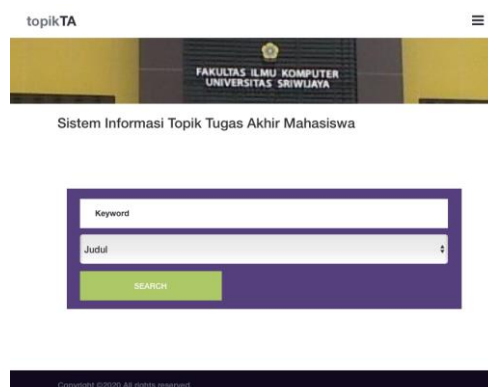 topikTA
FAKULTAS ILMU KOMPUTER
UNIVERSITAS SRIWIJAYA
Sistem Informasi Topik Tugas Akhir Mahasiswa
Keyword
Judul
SEARCH
Copyright ©2020 All rights reserved